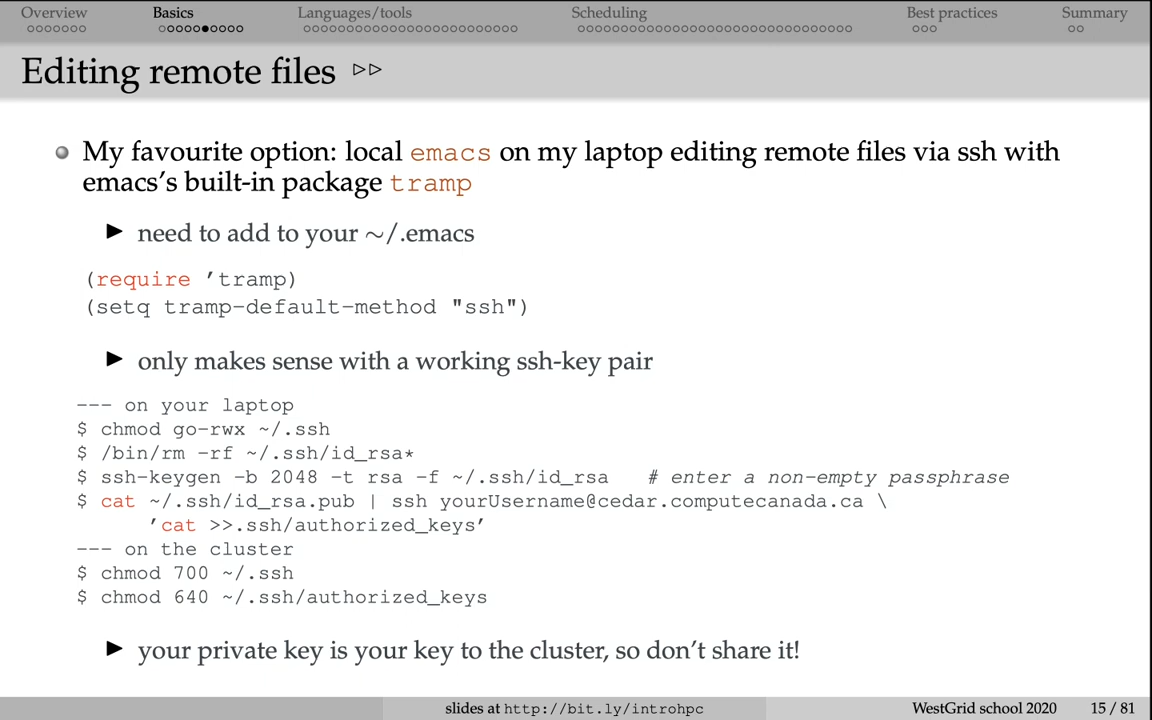 Overview Basics Languages/tools Scheduling Best practices Summary
Editing remote files ▷▷
My favourite option: local emacs on my laptop editing remote files via ssh with
emacs's built-in package tramp
▶ need to add to your ~/.emacs
(require 'tramp)
(setq tramp-default-method "ssh")
▶ only makes sense with a working ssh-key pair
--- on your laptop
$ chmod go-rwx ~/.ssh
$ /bin/rm -rf ~/.ssh/id_rsa*
$ ssh-keygen -b 2048 -t rsa -f ~/.ssh/id_rsa # enter a non-empty passphrase
$ cat ~/.ssh/id_rsa.pub | ssh yourUsername@cedar.computecanada.ca \
'cat >>.ssh/authorized_keys'
--- on the cluster
$ chmod 700 ~/.ssh
$ chmod 640 ~/.ssh/authorized_keys
▶ your private key is your key to the cluster, so don't share it!
slides at http://bit.ly/introhpc WestGrid school 2020 15 / 81